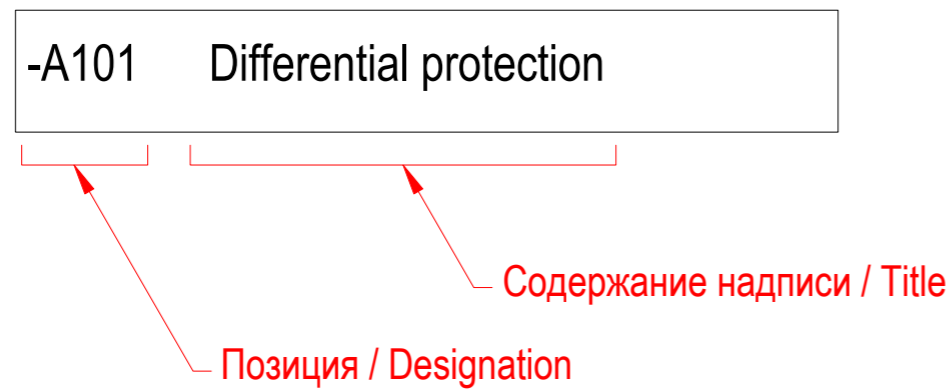 -A101 Differential protection
Содержание надписи / Title
Позиция / Designation